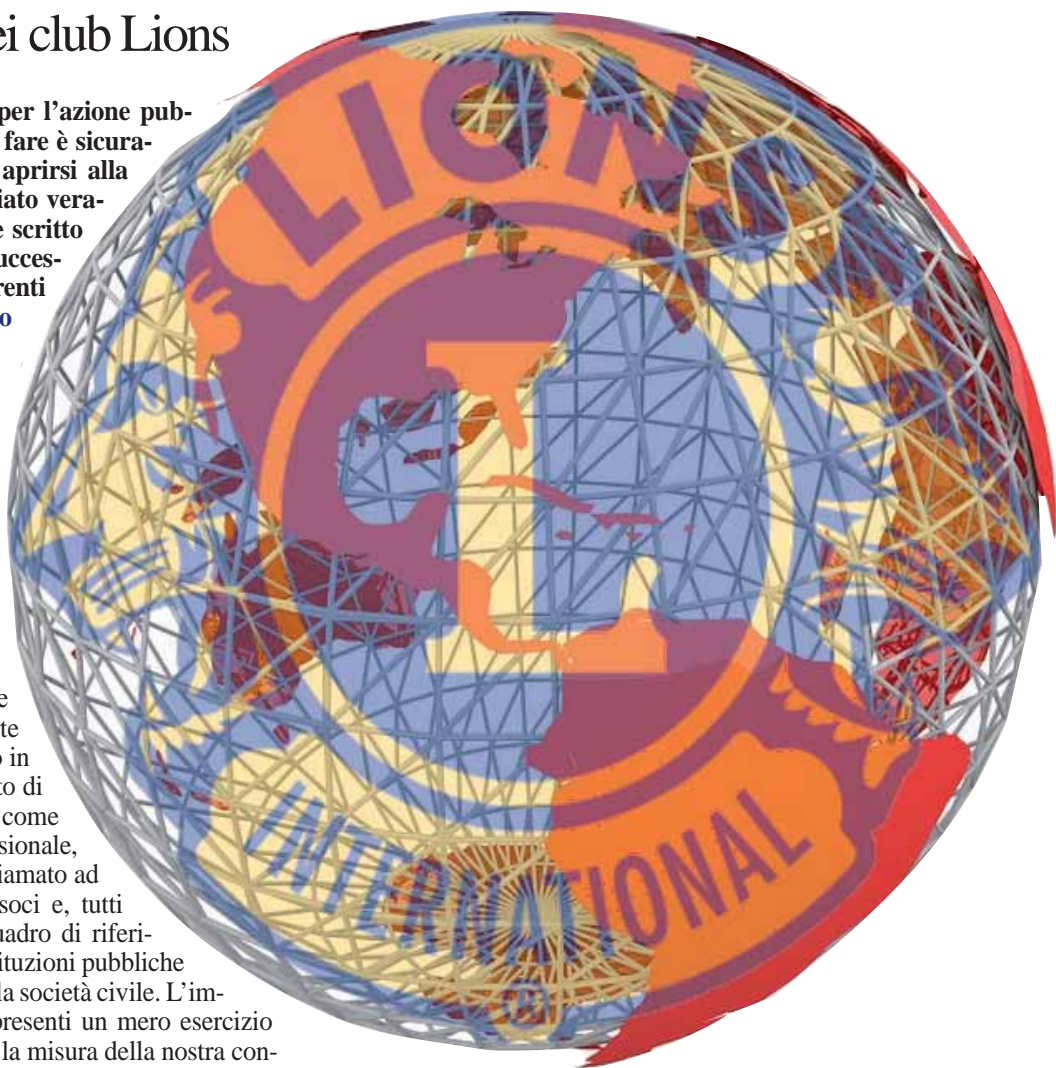 ei club Lions
per l'azione pub-
fare è sicura-
aprirsi alla
iato vera-
e scritto
ucces-
renti
o
e
te
o in
to di
come
sionale,
iamato ad
soci e, tutti
uadro di riferi-
ituzioni pubbliche
la società civile. L'im-
presenti un mero esercizio
la misura della nostra con-
LIONS
L
INTERNATIONAL
®